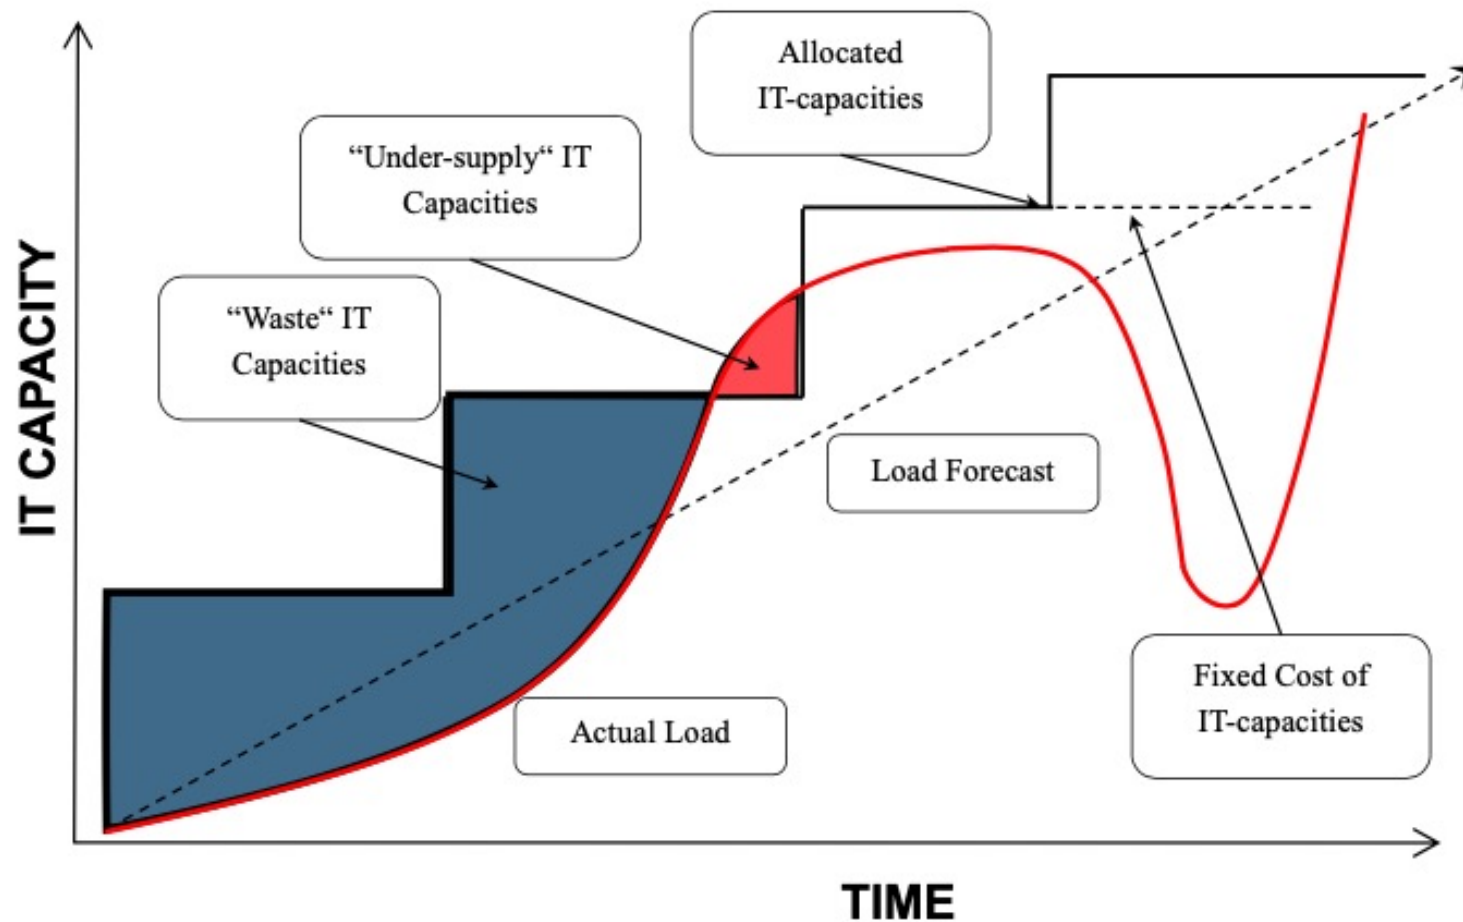 Allocated
IT-capacities
“Under-supply“ IT
Capacities
“Waste“ IT
Capacities
IT CAPACITY
Load Forecast
Actual Load
Fixed Cost of
IT-capacities
TIME